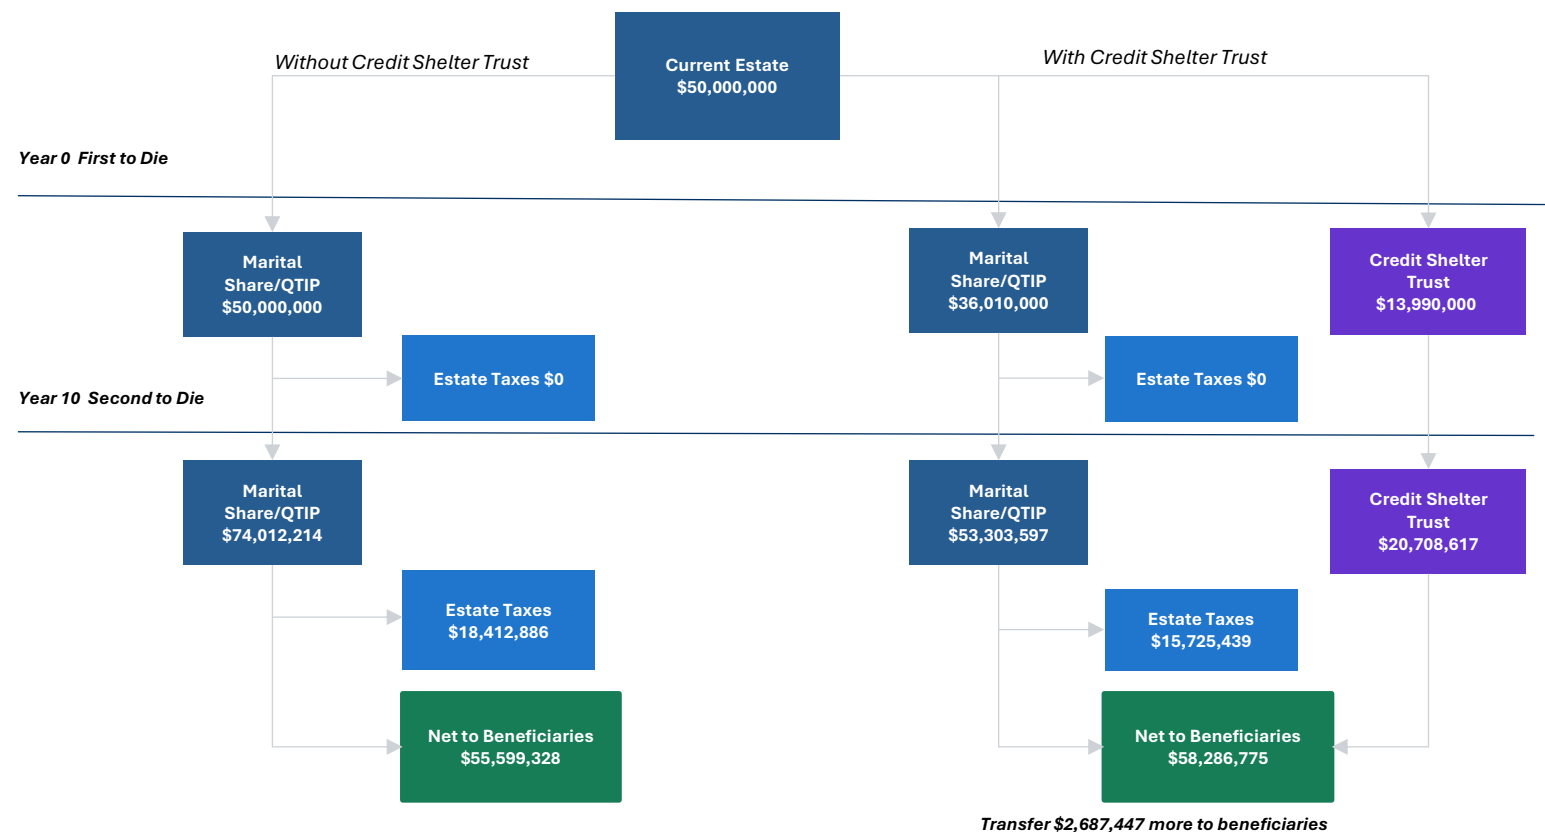 Without Credit Shelter Trust
Current Estate
$50,000,000
With Credit Shelter Trust
Year 0 First to Die
Marital
Share/QTIP
$50,000,000
Marital
Share/QTIP
$36,010,000
Credit Shelter
Trust
$13,990,000
Estate Taxes $0
Estate Taxes $0
Year 10 Second to Die
Marital
Share/QTIP
$74,012,214
Marital
Share/QTIP
$53,303,597
Credit Shelter
Trust
$20,708,617
Estate Taxes
$18,412,886
Estate Taxes
$15,725,439
Net to Beneficiaries
$55,599,328
Net to Beneficiaries
$58,286,775
Transfer $2,687,447 more to beneficiaries